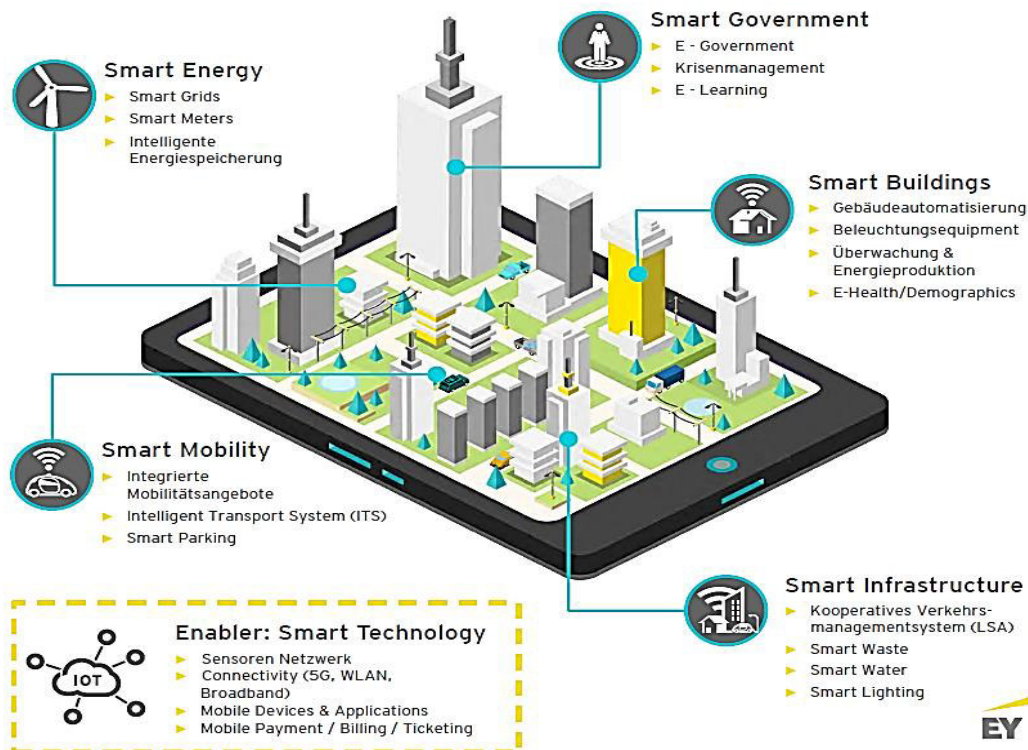 Smart Government
E - Government
Krisenmanagement
E - Learning
Smart Energy
Smart Grids
Smart Meters
Intelligente
Energiespeicherung
Smart Buildings
Gebäudeautomatisierung
Beleuchtungsequipment
Überwachung &
Energieproduktion
E-Health/Demographics
Smart Mobility
Integrierte
Mobilitätsangebote
Intelligent Transport System (ITS)
Smart Parking
Smart Infrastructure
Kooperatives Verkehrs-
managementsystem (LSA)
Smart Waste
Smart Water
Smart Lighting
Enabler: Smart Technology
IOT
Sensoren Netzwerk
Connectivity (5G, WLAN,
Broadband)
Mobile Devices & Applications
Mobile Payment / Billing / Ticketing
EY